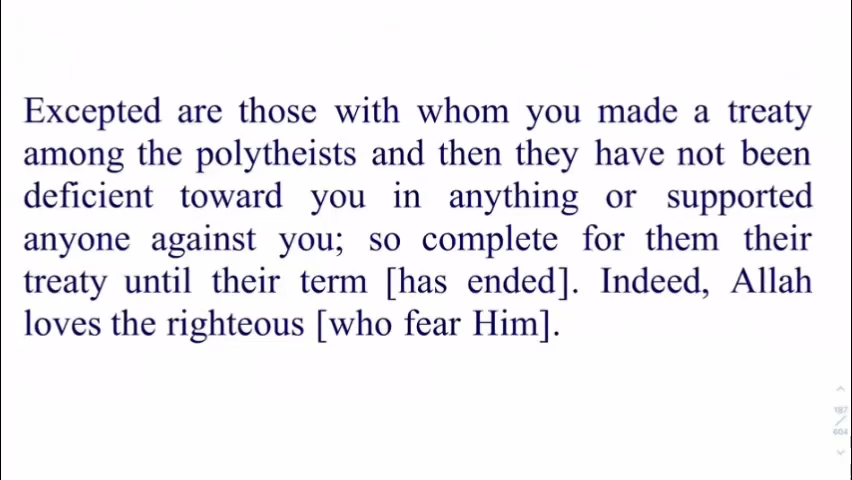 Excepted are those with whom you made a treaty
among the polytheists and then they have not been
deficient toward you in anything or supported
anyone against you; so complete for them their
treaty until their term [has ended]. Indeed, Allah
loves the righteous [who fear Him].
187
/
604